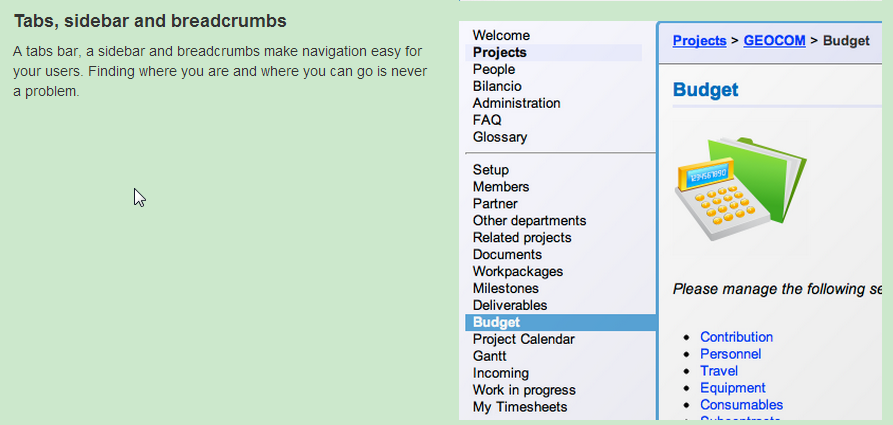 Tabs, sidebar and breadcrumbs
A tabs bar, a sidebar and breadcrumbs make navigation easy for
your users. Finding where you are and where you can go is never
a problem.
Welcome
Projects
People
Bilancio
Administration
FAQ
Glossary
Setup
Members
Partner
Other departments
Related projects
Documents
Workpackages
Milestones
Deliverables
Budget
Project Calendar
Gantt
Incoming
Work in progress
My Timesheets
Projects > GEOCOM > Budget
Budget
Please manage the following se
Contribution
Personnel
Travel
Equipment
Consumables